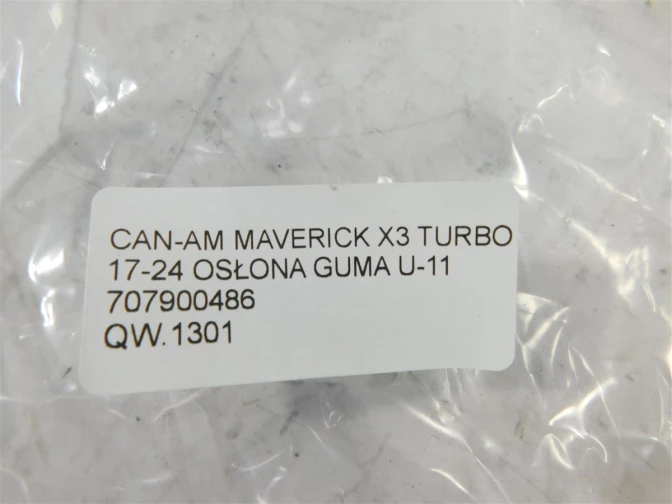 CAN-AM MAVERICK X3 TURBO
17-24 OSŁONA GUMA U-11
707900486
QW.1301